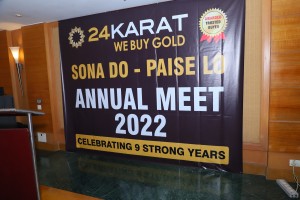 24KARAT
WE BUY GOLD
SONA DO - PAISE LO
ANNUAL MEET
2022
CELEBRATING 9 STRONG YEARS